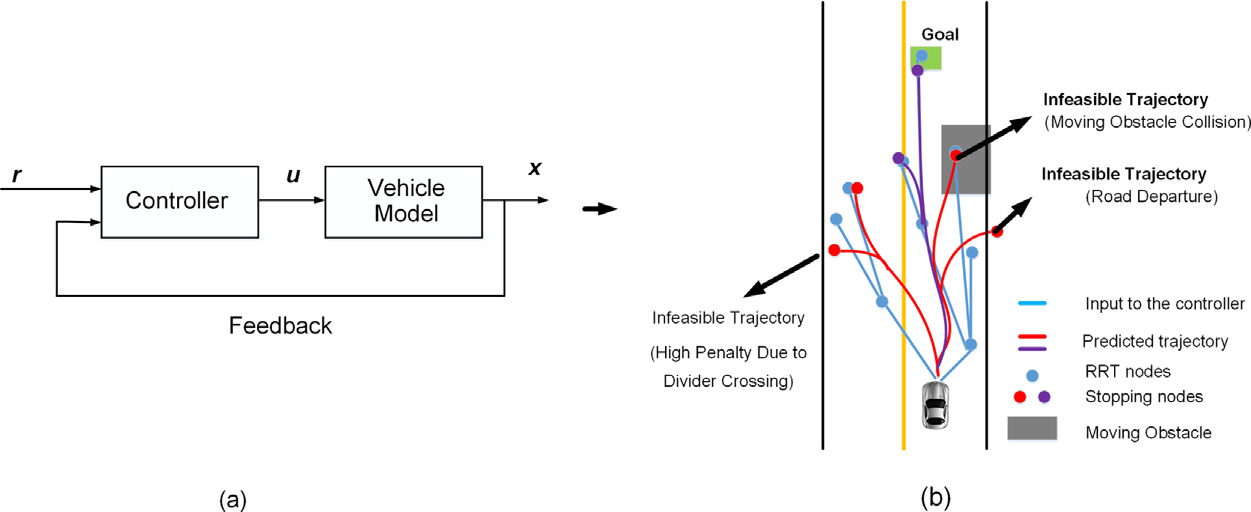 r
Controller
u
Vehicle
Model
x
Feedback
(a)
Goal
Infeasible Trajectory
(Moving Obstacle Collision)
Infeasible Trajectory
(Road Departure)
Infeasible Trajectory
(High Penalty Due to
Divider Crossing)
Input to the controller
Predicted trajectory
RRT nodes
Stopping nodes
Moving Obstacle
(b)